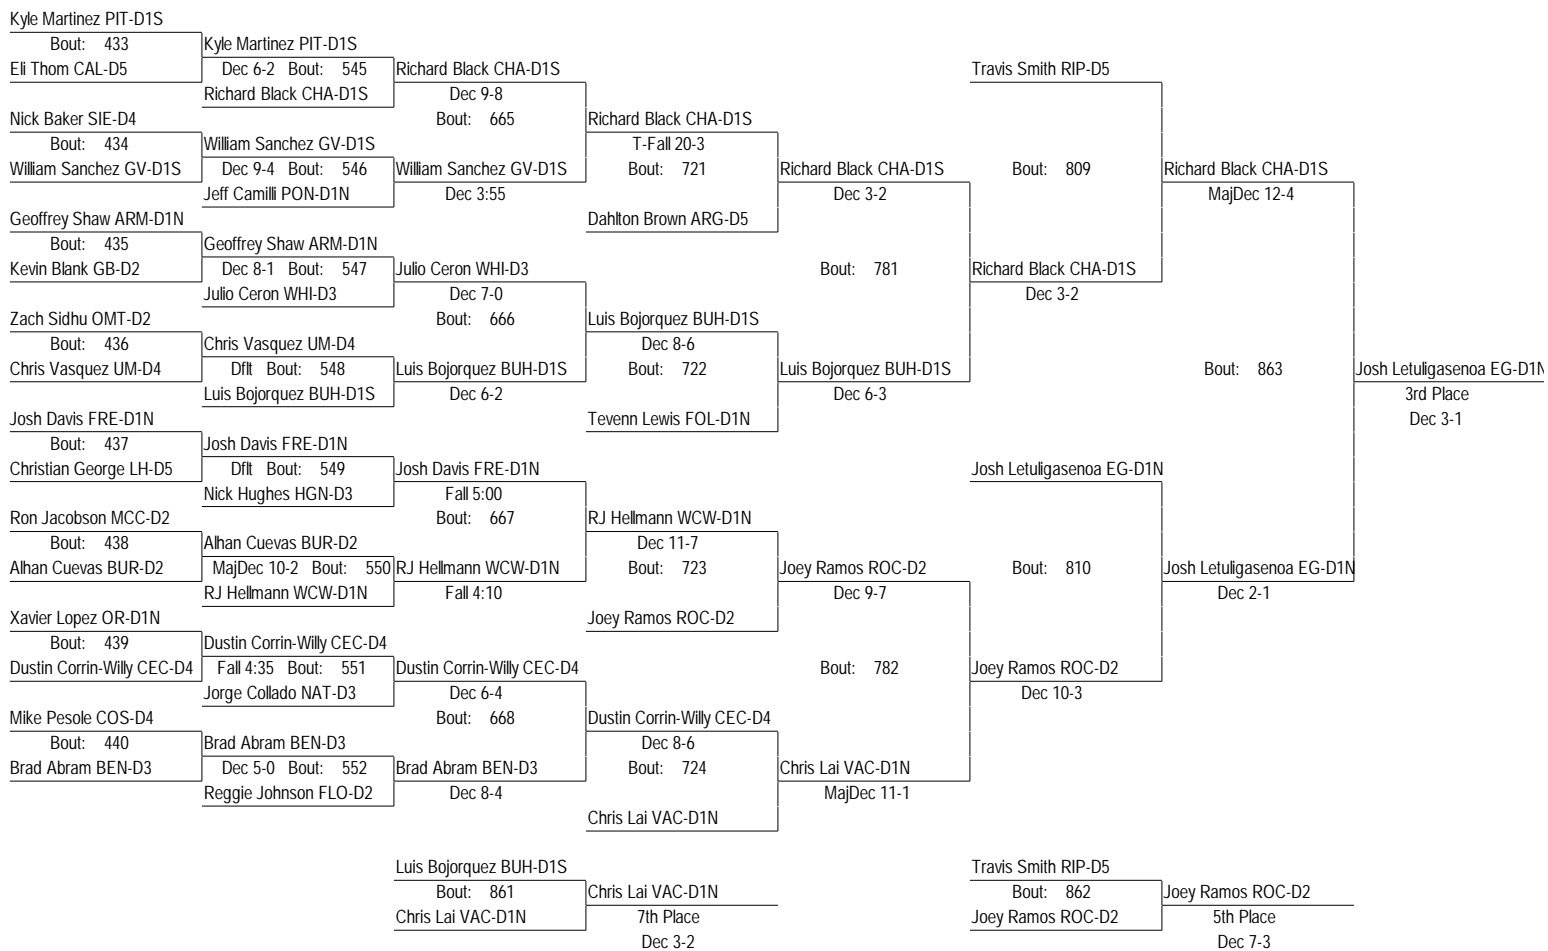 Kyle Martinez PIT-D1S
Bout: 433
Kyle Martinez PIT-D1S
Eli Thom CAL-D5
Dec 6-2 Bout: 545
Richard Black CHA-D1S
Travis Smith RIP-D5
Richard Black CHA-D1S
Dec 9-8
Nick Baker SIE-D4
Bout: 665
Richard Black CHA-D1S
Bout: 434
William Sanchez GV-D1S
T-Fall 20-3
William Sanchez GV-D1S
Dec 9-4 Bout: 546
William Sanchez GV-D1S
Bout: 721
Richard Black CHA-D1S
Bout: 809
Richard Black CHA-D1S
Jeff Camilli PON-D1N
Dec 3:55
Dec 3-2
MajDec 12-4
Geoffrey Shaw ARM-D1N
Dahlton Brown ARG-D5
Bout: 435
Geoffrey Shaw ARM-D1N
Kevin Blank GB-D2
Dec 8-1 Bout: 547
Julio Ceron WHI-D3
Bout: 781
Richard Black CHA-D1S
Julio Ceron WHI-D3
Dec 7-0
Dec 3-2
Zach Sidhu OMT-D2
Bout: 666
Luis Bojorquez BUH-D1S
Bout: 436
Chris Vasquez UM-D4
Dec 8-6
Chris Vasquez UM-D4
Dflt Bout: 548
Luis Bojorquez BUH-D1S
Bout: 722
Luis Bojorquez BUH-D1S
Bout: 863
Josh Letuligasenoa EG-D1N
Luis Bojorquez BUH-D1S
Dec 6-2
Dec 6-3
3rd Place
Josh Davis FRE-D1N
Tevenn Lewis FOL-D1N
Dec 3-1
Bout: 437
Josh Davis FRE-D1N
Christian George LH-D5
Dflt Bout: 549
Josh Davis FRE-D1N
Josh Letuligasenoa EG-D1N
Nick Hughes HGN-D3
Fall 5:00
Ron Jacobson MCC-D2
Bout: 667
RJ Hellmann WCW-D1N
Bout: 438
Alhan Cuevas BUR-D2
Dec 11-7
Alhan Cuevas BUR-D2
MajDec 10-2 Bout: 550
RJ Hellmann WCW-D1N
Bout: 723
Joey Ramos ROC-D2
Bout: 810
Josh Letuligasenoa EG-D1N
RJ Hellmann WCW-D1N
Fall 4:10
Dec 9-7
Dec 2-1
Xavier Lopez OR-D1N
Joey Ramos ROC-D2
Bout: 439
Dustin Corrin-Willy CEC-D4
Dustin Corrin-Willy CEC-D4
Fall 4:35 Bout: 551
Dustin Corrin-Willy CEC-D4
Bout: 782
Joey Ramos ROC-D2
Jorge Collado NAT-D3
Dec 6-4
Dec 10-3
Mike Pesole COS-D4
Bout: 668
Dustin Corrin-Willy CEC-D4
Bout: 440
Brad Abram BEN-D3
Dec 8-6
Brad Abram BEN-D3
Dec 5-0 Bout: 552
Brad Abram BEN-D3
Bout: 724
Chris Lai VAC-D1N
Reggie Johnson FLO-D2
Dec 8-4
MajDec 11-1
Chris Lai VAC-D1N
Luis Bojorquez BUH-D1S
Travis Smith RIP-D5
Bout: 861
Chris Lai VAC-D1N
Bout: 862
Joey Ramos ROC-D2
Chris Lai VAC-D1N
7th Place
Joey Ramos ROC-D2
5th Place
Dec 3-2
Dec 7-3